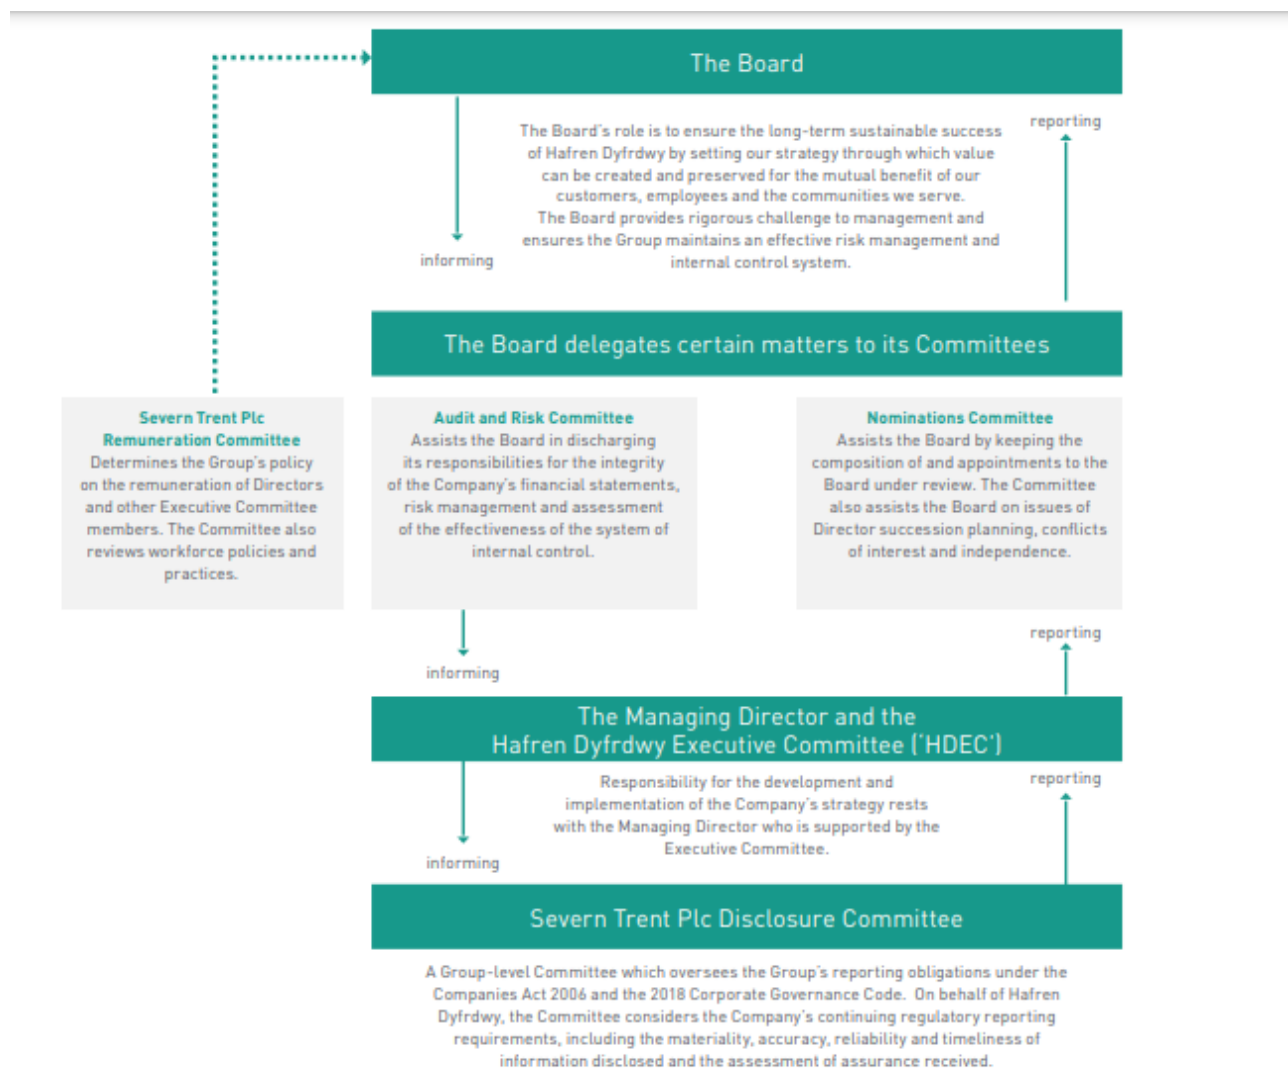 The Board
reporting
The Board's role is to ensure the long-term sustainable success
of Hafren Dyfrdwy by setting our strategy through which value
can be created and preserved for the mutual benefit of our
customers, employees and the communities we serve.
The Board provides rigorous challenge to management and
ensures the Group maintains an effective risk management and
internal control system.
informing
The Board delegates certain matters to its Committees
Severn Trent Plc
Remuneration Committee
Determines the Group's policy
on the remuneration of Directors
and other Executive Committee
members. The Committee also
reviews workforce policies and
practices.
Audit and Risk Committee
Assists the Board in discharging
its responsibilities for the integrity
of the Company's financial statements,
risk management and assessment
of the effectiveness of the system of
internal control.
Nominations Committee
Assists the Board by keeping the
composition of and appointments to the
Board under review. The Committee
also assists the Board on issues of
Director succession planning, conflicts
of interest and independence.
reporting
informing
The Managing Director and the
Hafren Dyfrdwy Executive Committee ('HDEC')
reporting
Responsibility for the development and
implementation of the Company's strategy rests
with the Managing Director who is supported by the
Executive Committee.
informing
Severn Trent Plc Disclosure Committee
A Group-level Committee which oversees the Group's reporting obligations under the
Companies Act 2006 and the 2018 Corporate Governance Code. On behalf of Hafren
Dyfrdwy, the Committee considers the Company's continuing regulatory reporting
requirements, including the materiality, accuracy, reliability and timeliness of
information disclosed and the assessment of assurance received.